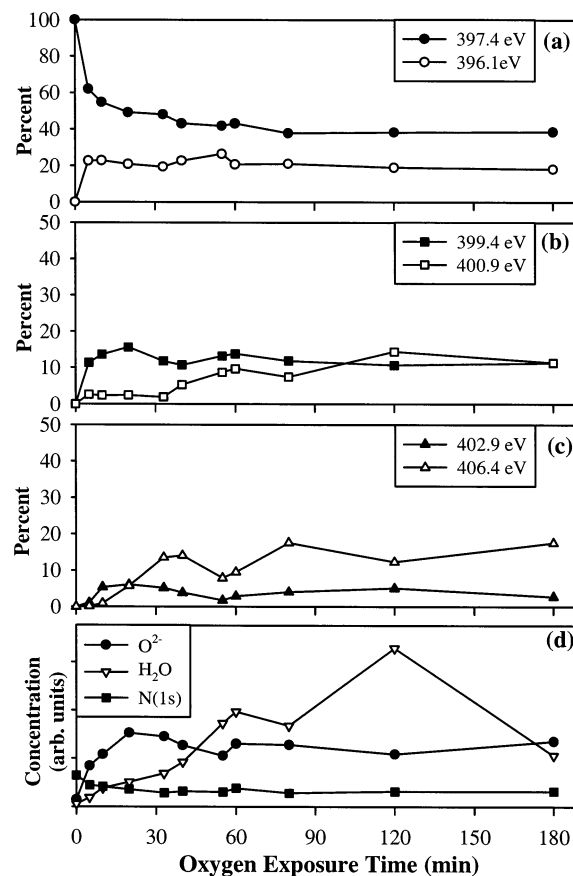 100
80
60
40
20
0
Percent
397.4 eV
396.1eV
(a)
50
40
30
20
10
0
Percent
399.4 eV
400.9 eV
(b)
50
40
30
20
10
0
Percent
402.9 eV
406.4 eV
(c)
Concentration
(arb. units)
O²⁻
H₂O
N(1s)
(d)
0 30 60 90 120 150 180
Oxygen Exposure Time (min)